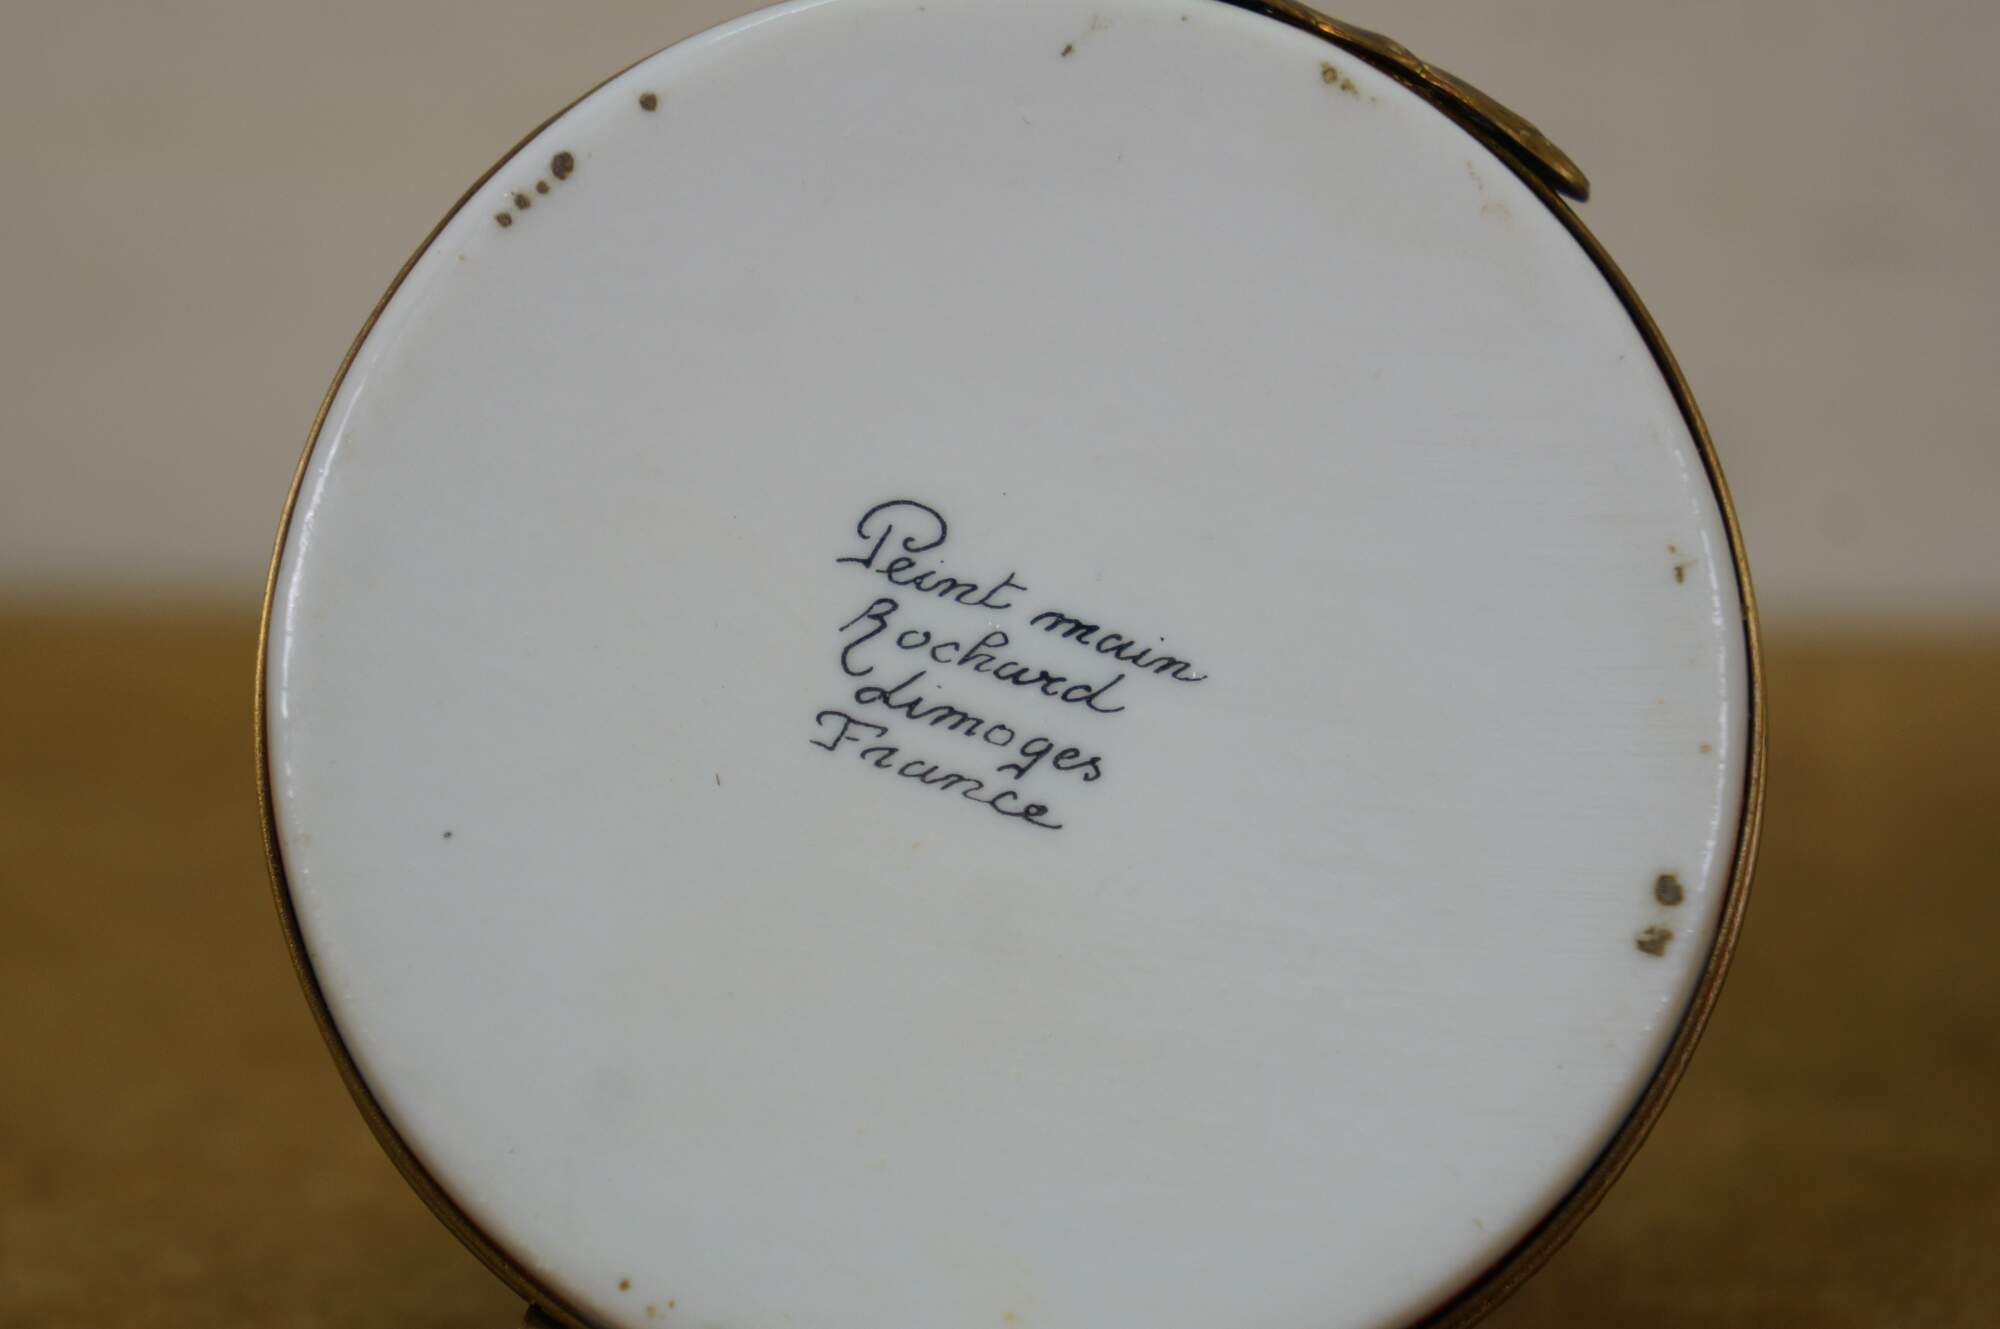 Peint main
Rochard
Limoges
France